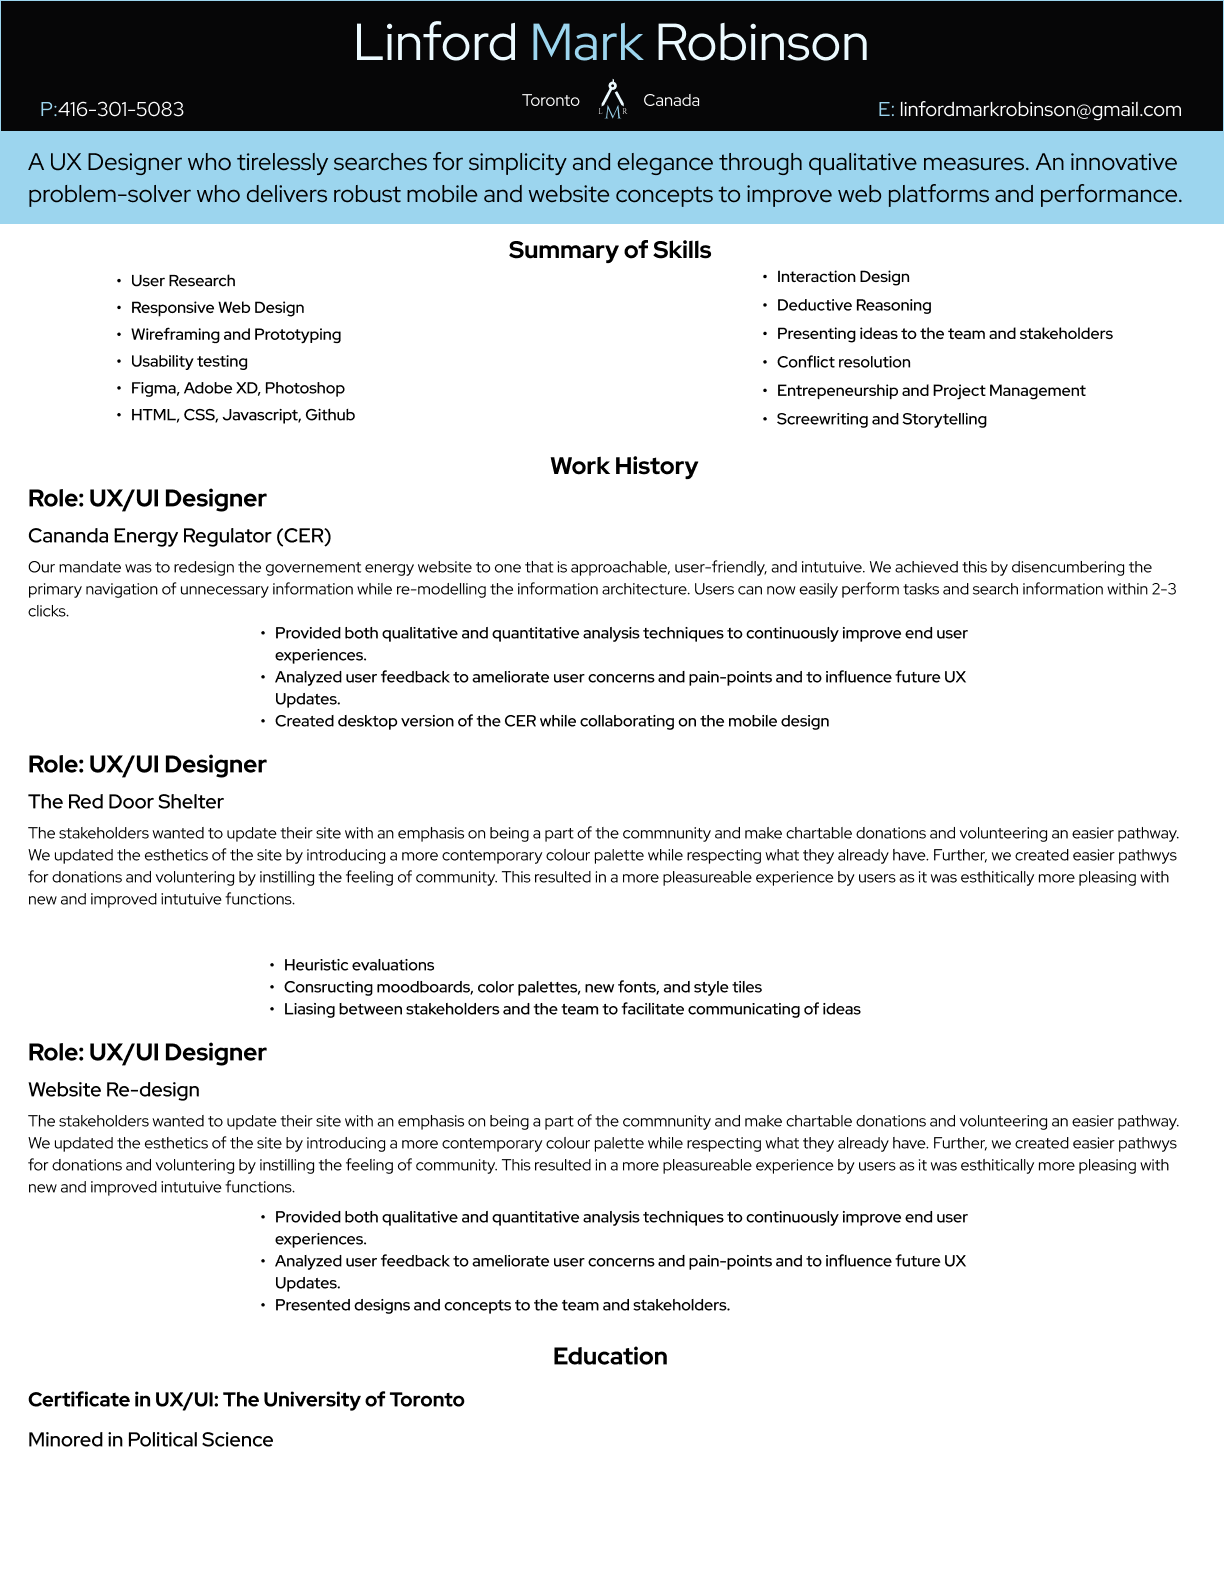 Linford Mark Robinson
P:416-301-5083
Toronto LMR Canada
E: linfordmarkrobinson@gmail.com
A UX Designer who tirelessly searches for simplicity and elegance through qualitative measures. An innovative
problem-solver who delivers robust mobile and website concepts to improve web platforms and performance.
Summary of Skills
• User Research
• Responsive Web Design
• Wireframing and Prototyping
• Usability testing
• Figma, Adobe XD, Photoshop
• HTML, CSS, Javascript, Github
• Interaction Design
• Deductive Reasoning
• Presenting ideas to the team and stakeholders
• Conflict resolution
• Entrepeneurship and Project Management
• Screewriting and Storytelling
Work History
Role: UX/UI Designer
Cananda Energy Regulator (CER)
Our mandate was to redesign the governement energy website to one that is approachable, user-friendly, and intutuive. We achieved this by disencumbering the
primary navigation of unnecessary information while re-modelling the information architecture. Users can now easily perform tasks and search information within 2-3
clicks.
• Provided both qualitative and quantitative analysis techniques to continuously improve end user
experiences.
• Analyzed user feedback to ameliorate user concerns and pain-points and to influence future UX
Updates.
• Created desktop version of the CER while collaborating on the mobile design
Role: UX/UI Designer
The Red Door Shelter
The stakeholders wanted to update their site with an emphasis on being a part of the commnunity and make chartable donations and volunteering an easier pathway.
We updated the esthetics of the site by introducing a more contemporary colour palette while respecting what they already have. Further, we created easier pathwys
for donations and voluntering by instilling the feeling of community. This resulted in a more pleasureable experience by users as it was esthitically more pleasing with
new and improved intutuive functions.
• Heuristic evaluations
• Consructing moodboards, color palettes, new fonts, and style tiles
• Liasing between stakeholders and the team to facilitate communicating of ideas
Role: UX/UI Designer
Website Re-design
The stakeholders wanted to update their site with an emphasis on being a part of the commnunity and make chartable donations and volunteering an easier pathway.
We updated the esthetics of the site by introducing a more contemporary colour palette while respecting what they already have. Further, we created easier pathwys
for donations and voluntering by instilling the feeling of community. This resulted in a more pleasureable experience by users as it was esthitically more pleasing with
new and improved intutuive functions.
• Provided both qualitative and quantitative analysis techniques to continuously improve end user
experiences.
• Analyzed user feedback to ameliorate user concerns and pain-points and to influence future UX
Updates.
• Presented designs and concepts to the team and stakeholders.
Education
Certificate in UX/UI: The University of Toronto
Minored in Political Science